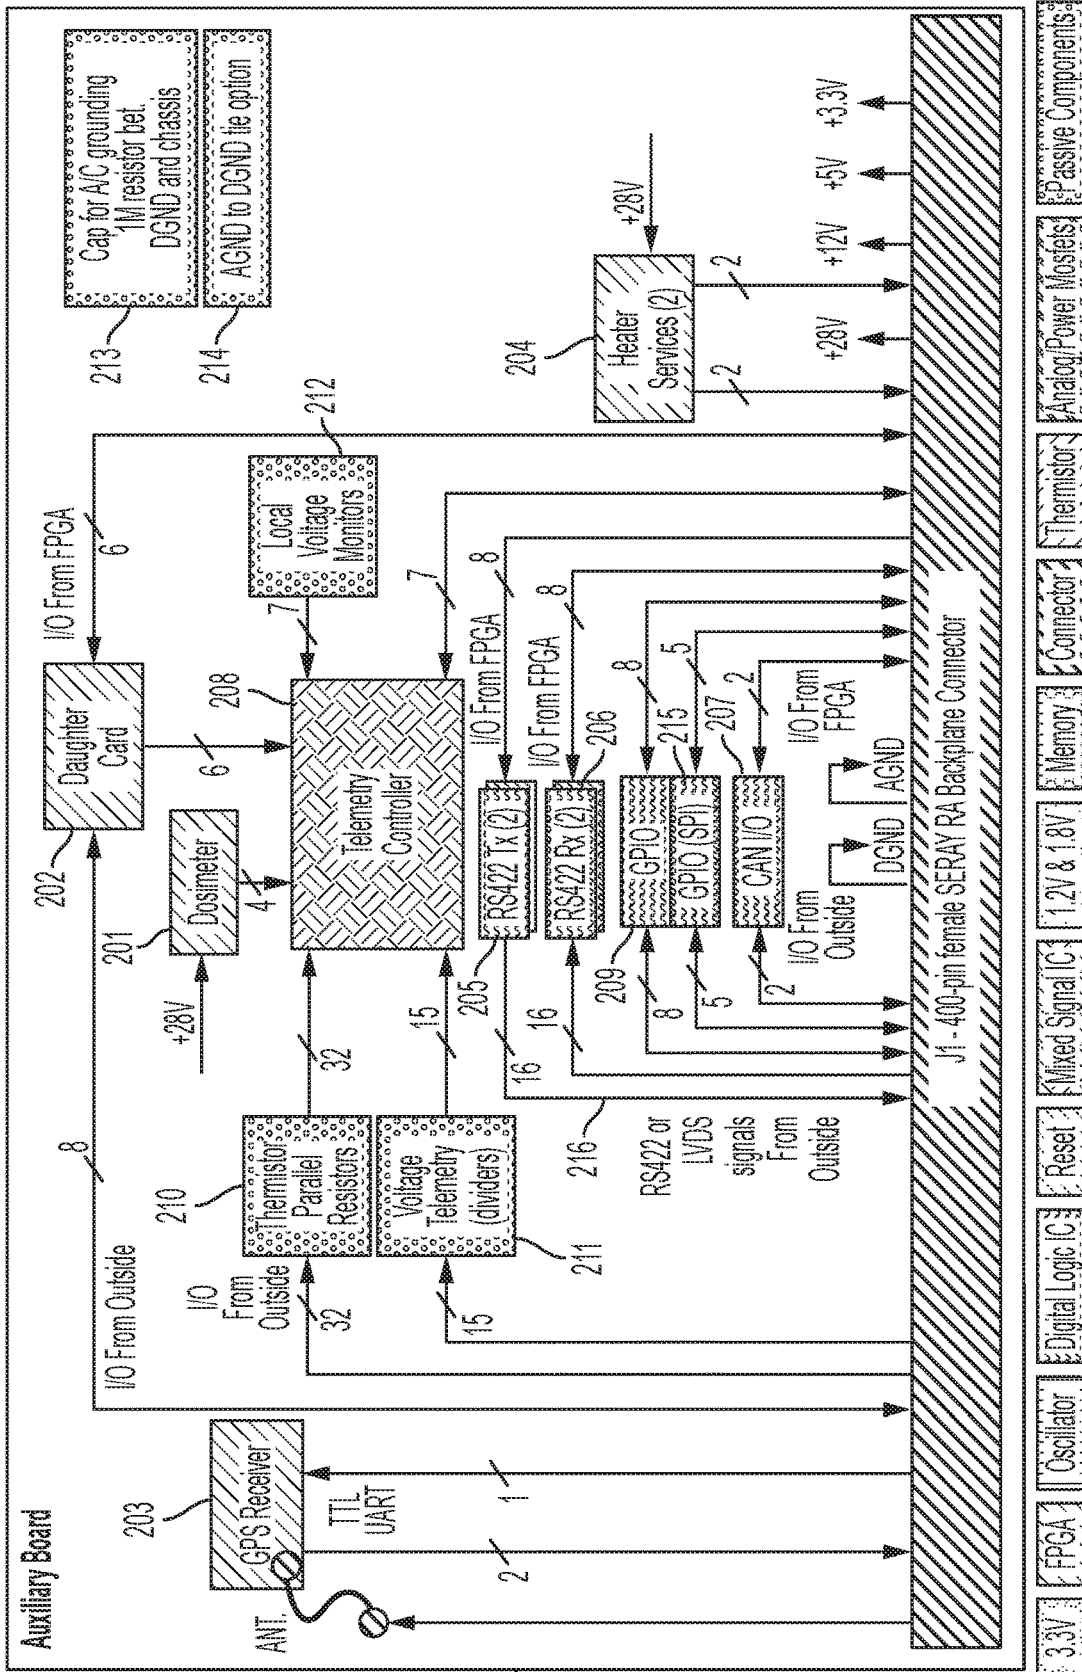 Auxiliary Board
203
GPS Receiver
ANT.
TTL
UART
2
1
I/O From Outside
8
202
Daughter
Card
I/O From FPGA
6
6
201
Dosimeter
+28V
4
208
Telemetry
Controller
212
Local
Voltage
Monitors
7
7
213
Cap for A/C grounding
1M resistor bet.
DGND and chassis
214
AGND to DGND tie option
210
Thermistor
Parallel
Resistors
I/O
From
Outside
32
32
211
Voltage
Telemetry
(dividers)
15
15
205
RS422 Tx (2)
I/O From FPGA
8
16
206
RS422 Rx (2)
I/O From FPGA
8
16
216
RS422 or
LVDS
signals
From
Outside
209
GPIO
8
8
215
GPIO (SPI)
5
5
207
CAN I/O
2
2
I/O From
Outside
I/O From
FPGA
DGND
AGND
204
Heater
Services (2)
+28V
2
2
+28V
+12V
+5V
+3.3V
J1 - 400-pin female SERAY RA Backplane Connector
3.3V
FPGA
Oscillator
Digital Logic IC
Reset
Mixed Signal IC
1.2V & 1.8V
Memory
Connector
Thermistor
Analog/Power Mosfets
Passive Components